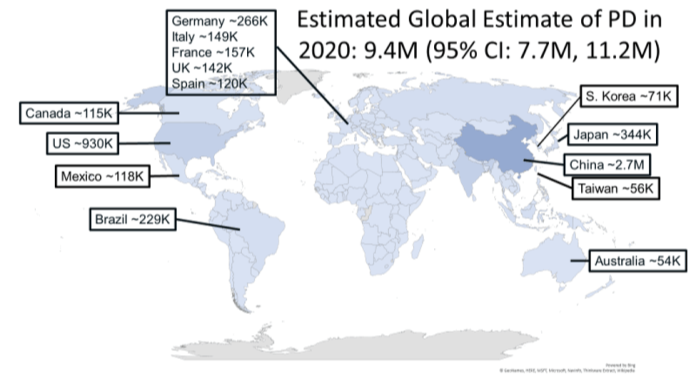 Estimated Global Estimate of PD in
2020: 9.4M (95% CI: 7.7M, 11.2M)
Germany ~266K
Italy ~149K
France ~157K
UK ~142K
Spain ~120K
S. Korea ~71K
Canada ~115K
Japan ~344K
US ~930K
China ~2.7M
Mexico ~118K
Taiwan ~56K
Brazil ~229K
Australia ~54K
Powered by Bing